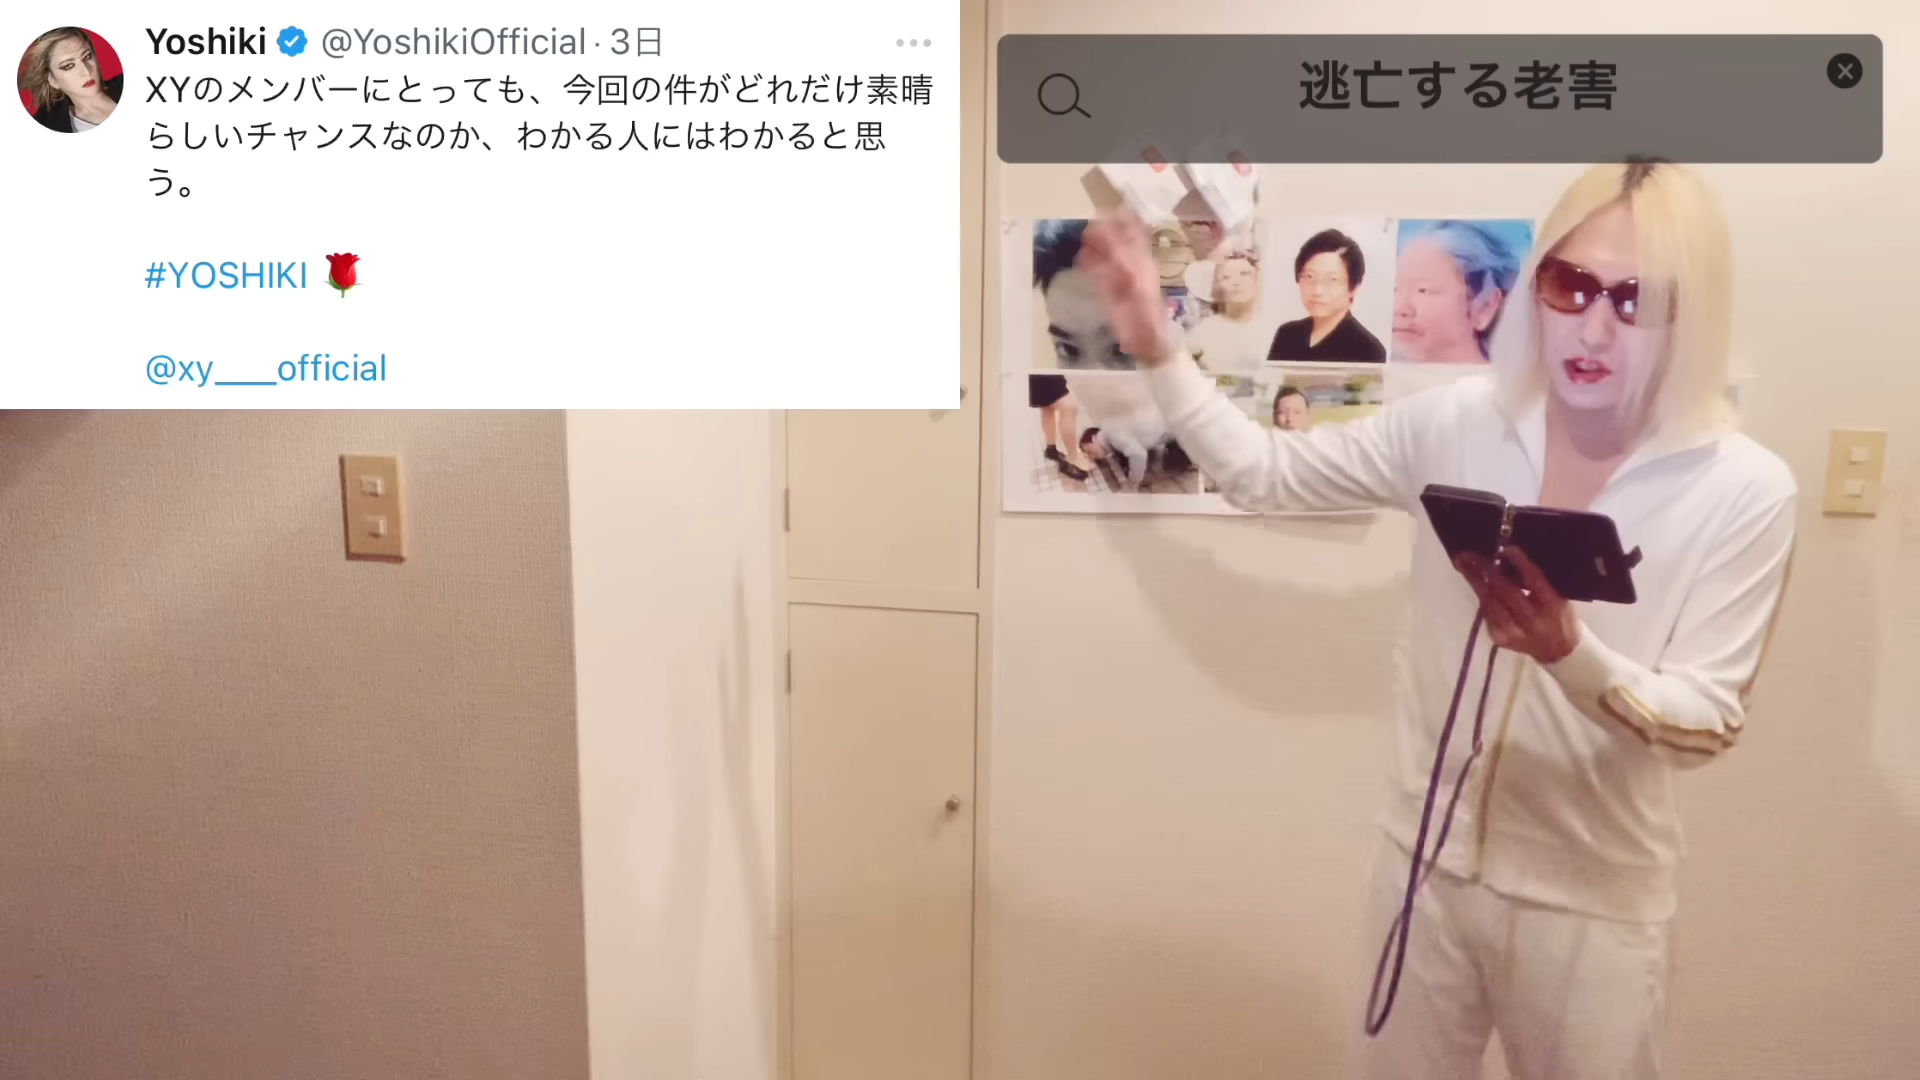 Yoshiki @YoshikiOfficial · 3日
XYのメンバーにとっても、今回の件がどれだけ素晴
らしいチャンスなのか、わかる人にはわかると思
う。
#YOSHIKI 🌹
@xy____official
逃亡する老害